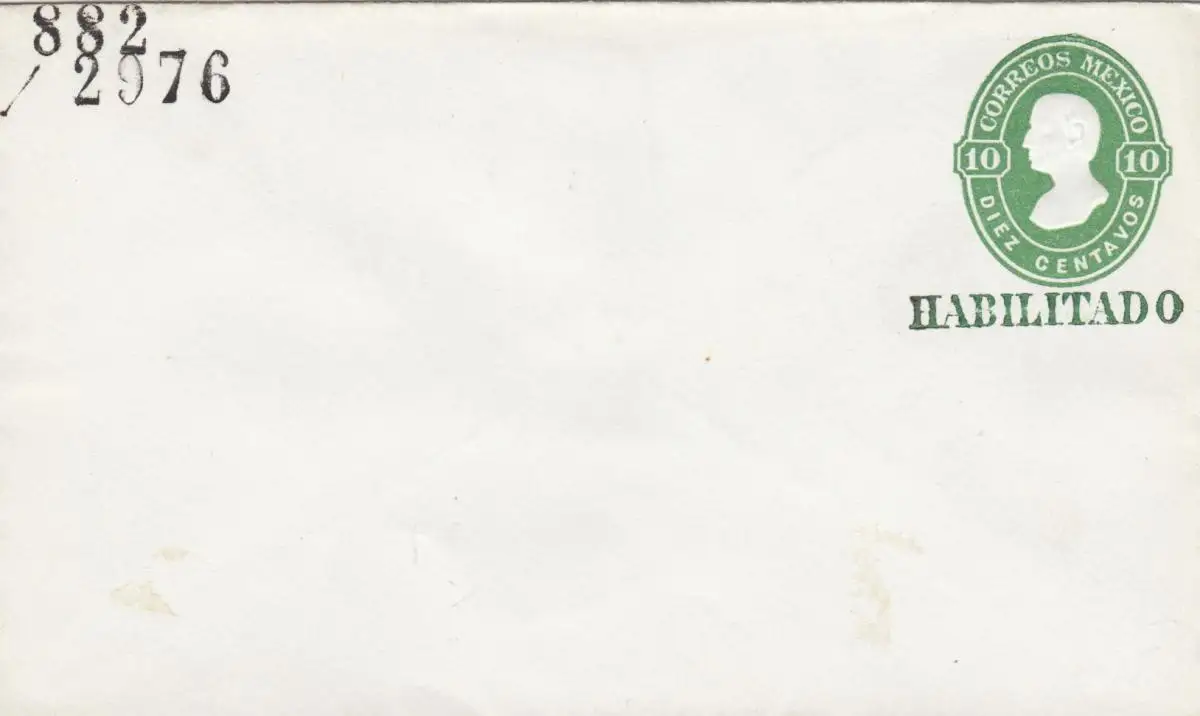 882
/ 2976
CORREOS MEXICO
10 10
DIEZ CENTAVOS
HABILITADO